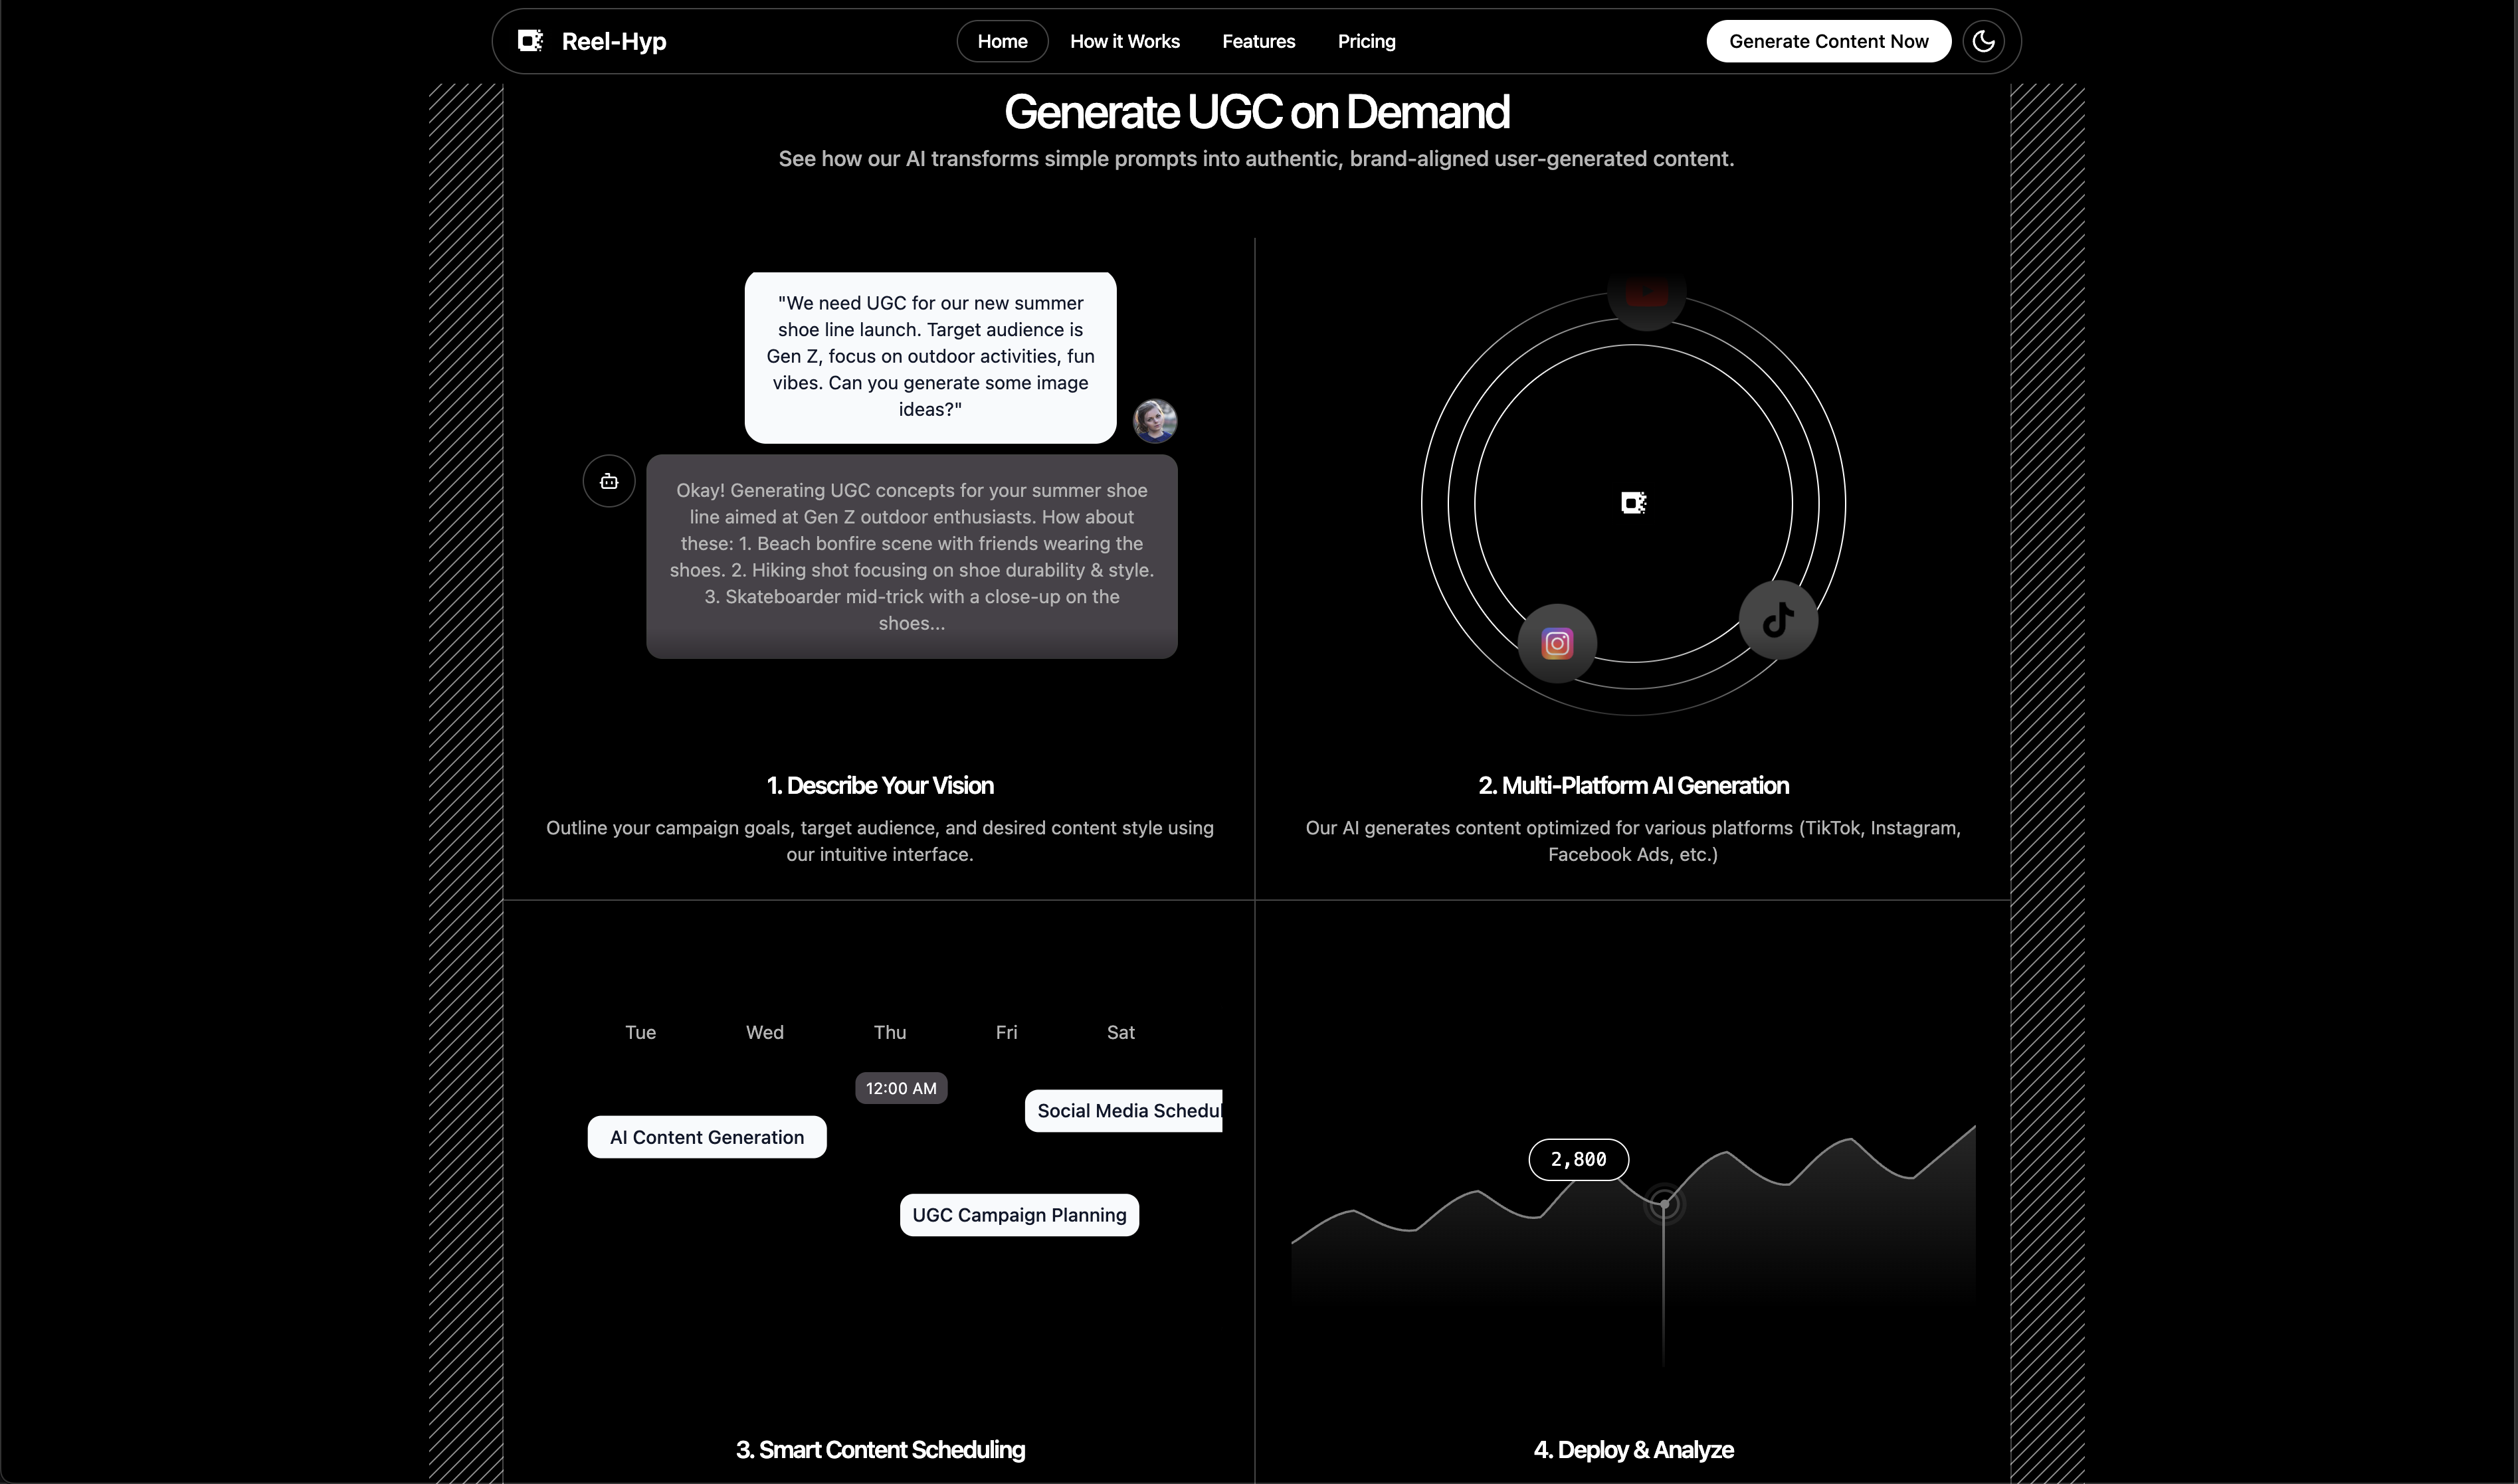 Reel-Hyp
Home
How it Works
Features
Pricing
Generate Content Now
Generate UGC on Demand
See how our AI transforms simple prompts into authentic, brand-aligned user-generated content.
"We need UGC for our new summer
shoe line launch. Target audience is
Gen Z, focus on outdoor activities, fun
vibes. Can you generate some image
ideas?"
Okay! Generating UGC concepts for your summer shoe
line aimed at Gen Z outdoor enthusiasts. How about
these: 1. Beach bonfire scene with friends wearing the
shoes. 2. Hiking shot focusing on shoe durability & style.
3. Skateboarder mid-trick with a close-up on the
shoes...
1. Describe Your Vision
Outline your campaign goals, target audience, and desired content style using
our intuitive interface.
2. Multi-Platform AI Generation
Our AI generates content optimized for various platforms (TikTok, Instagram,
Facebook Ads, etc.)
Tue
Wed
Thu
Fri
Sat
12:00 AM
Social Media Schedul
AI Content Generation
UGC Campaign Planning
3. Smart Content Scheduling
2,800
4. Deploy & Analyze